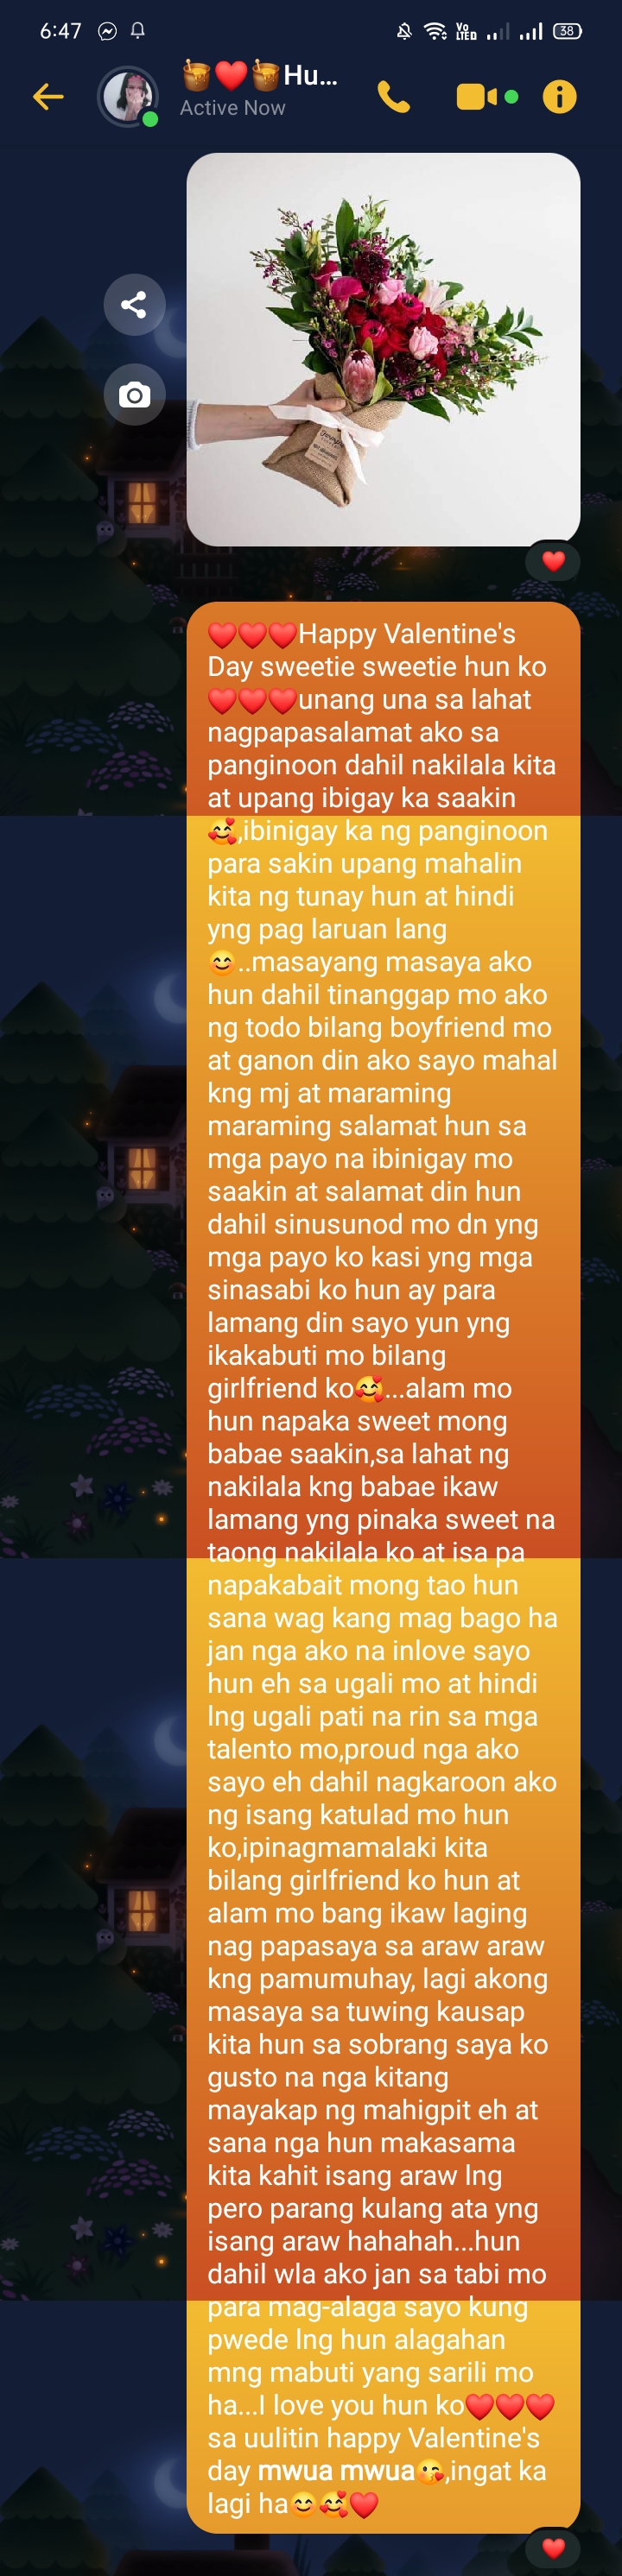 6:47
Vo LTED
38
🍯❤️🍯Hu...
Active Now
❤️❤️❤️Happy Valentine's
Day sweetie sweetie hun ko
❤️❤️❤️unang una sa lahat
nagpapasalamat ako sa
panginoon dahil nakilala kita
at upang ibigay ka saakin
🥰,ibinigay ka ng panginoon
para sakin upang mahalin
kita ng tunay hun at hindi
yng pag laruan lang
😊..masayang masaya ako
hun dahil tinanggap mo ako
ng todo bilang boyfriend mo
at ganon din ako sayo mahal
kng mj at maraming
maraming salamat hun sa
mga payo na ibinigay mo
saakin at salamat din hun
dahil sinusunod mo dn yng
mga payo ko kasi yng mga
sinasabi ko hun ay para
lamang din sayo yun yng
ikakabuti mo bilang
girlfriend ko🥰...alam mo
hun napaka sweet mong
babae saakin,sa lahat ng
nakilala kng babae ikaw
lamang yng pinaka sweet na
taong nakilala ko at isa pa
napakabait mong tao hun
sana wag kang mag bago ha
jan nga ako na inlove sayo
hun eh sa ugali mo at hindi
lng ugali pati na rin sa mga
talento mo,proud nga ako
sayo eh dahil nagkaroon ako
ng isang katulad mo hun
ko,ipinagmamalaki kita
bilang girlfriend ko hun at
alam mo bang ikaw laging
nag papasaya sa araw araw
kng pamumuhay, lagi akong
masaya sa tuwing kausap
kita hun sa sobrang saya ko
gusto na nga kitang
mayakap ng mahigpit eh at
sana nga hun makasama
kita kahit isang araw lng
pero parang kulang ata yng
isang araw hahahah...hun
dahil wla ako jan sa tabi mo
para mag-alaga sayo kung
pwede lng hun alagahan
mng mabuti yang sarili mo
ha...I love you hun ko❤️❤️❤️
sa uulitin happy Valentine's
day mwua mwua😘,ingat ka
lagi ha😊🥰❤️